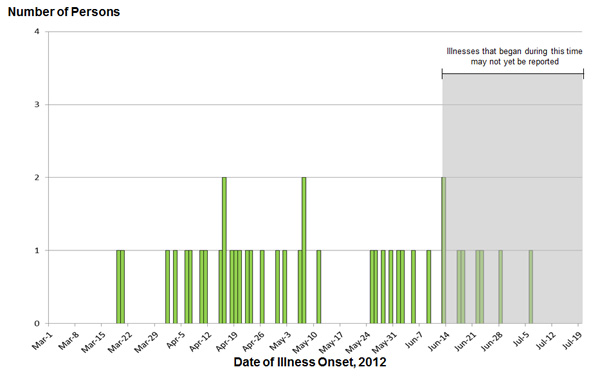 Number of Persons
4
Illnesses that began during this time
may not yet be reported
3
2
1
0
Mar-1
Mar-8
Mar-15
Mar-22
Mar-29
Apr-5
Apr-12
Apr-19
Apr-26
May-3
May-10
May-17
May-24
May-31
Jun-7
Jun-14
Jun-21
Jun-28
Jul-5
Jul-12
Jul-19
Date of Illness Onset, 2012